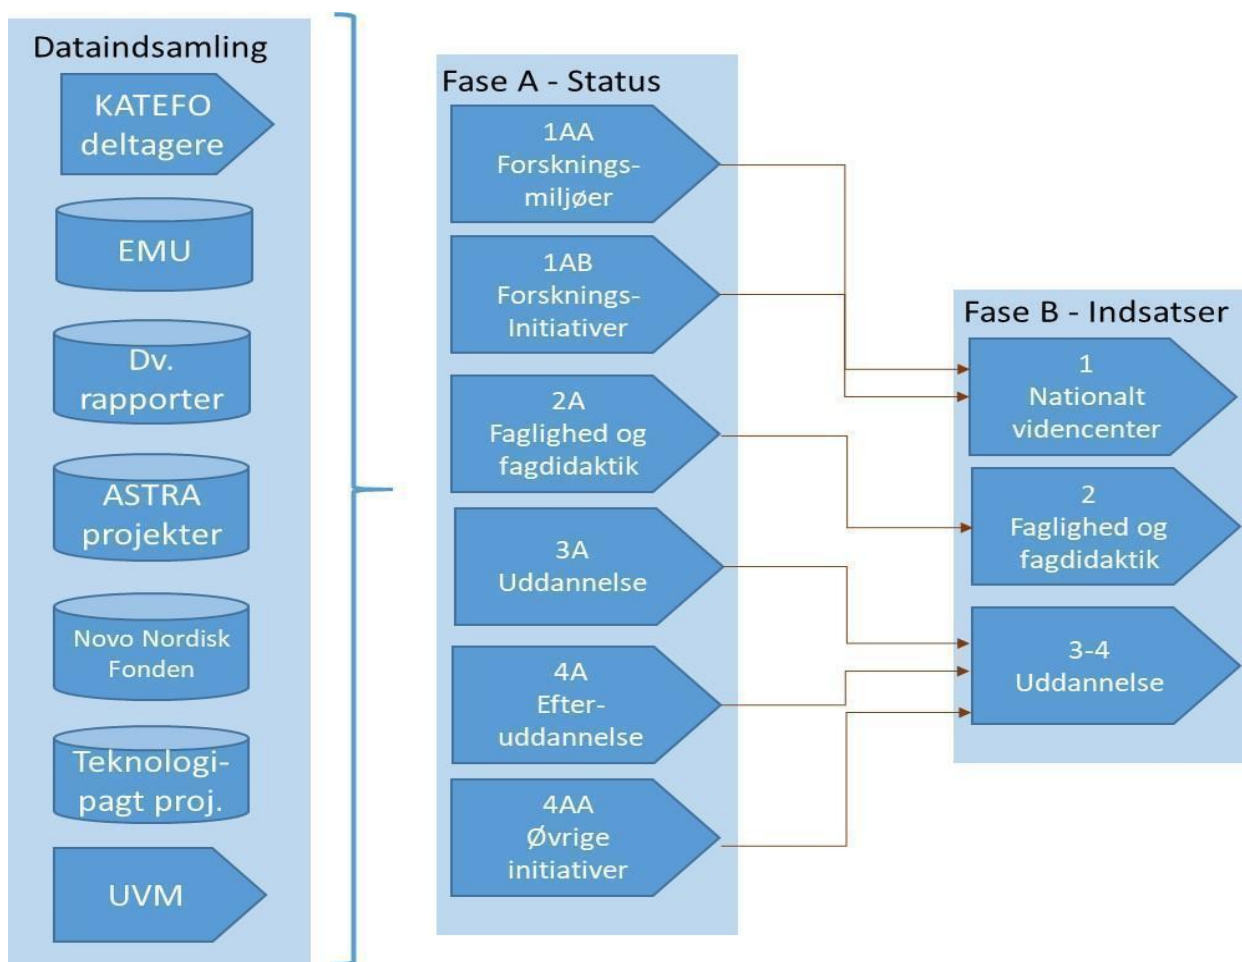 Dataindsamling
KATEFO
deltagere
EMU
Dv.
rapporter
ASTRA
projekter
Novo Nordisk
Fonden
Teknologi-
pagt proj.
UVM
Fase A - Status
1AA
Forsknings-
miljøer
1AB
Forsknings-
Initiativer
2A
Faglighed og
fagdidaktik
3A
Uddannelse
4A
Efter-
uddannelse
4AA
Øvrige
initiativer
Fase B - Indsatser
1
Nationalt
videncenter
2
Faglighed og
fagdidaktik
3-4
Uddannelse